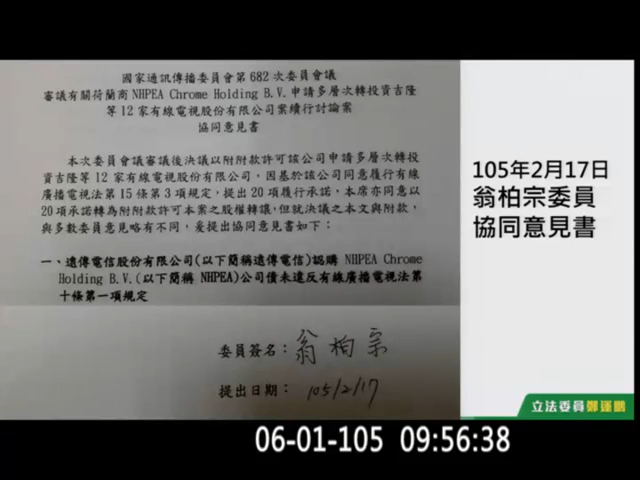 國家通訊傳播委員會第682次委員會議
審議有關荷蘭商NHPEA Chrome Holding B.V.申請多層次轉投資吉隆
等12家有線電視股份有限公司案續行討論案
協同意見書
本次委員會議審議後決議以附附款許可該公司申請多層次轉投
資吉隆等12家有線電視股份有限公司，因基於該公司同意履行有線
廣播電視法第15條第3項規定，提出20項履行承諾，本席亦同意以
20項承諾轉為附附款許可本案之股權轉讓，但就決議之本文與附款，
與多數委員意見略有不同，爰提出協同意見書如下：
一、遠傳電信股份有限公司(以下簡稱遠傳電信)認購 NHPEA Chrome
Holding B.V.(以下簡稱 NHPEA)公司債未違反有線廣播電視法第
十條第一項規定
委員簽名：翁柏宗
提出日期：105/2/17
105年2月17日
翁柏宗委員
協同意見書
立法委員鄭運鵬
06-01-105 09:56:38